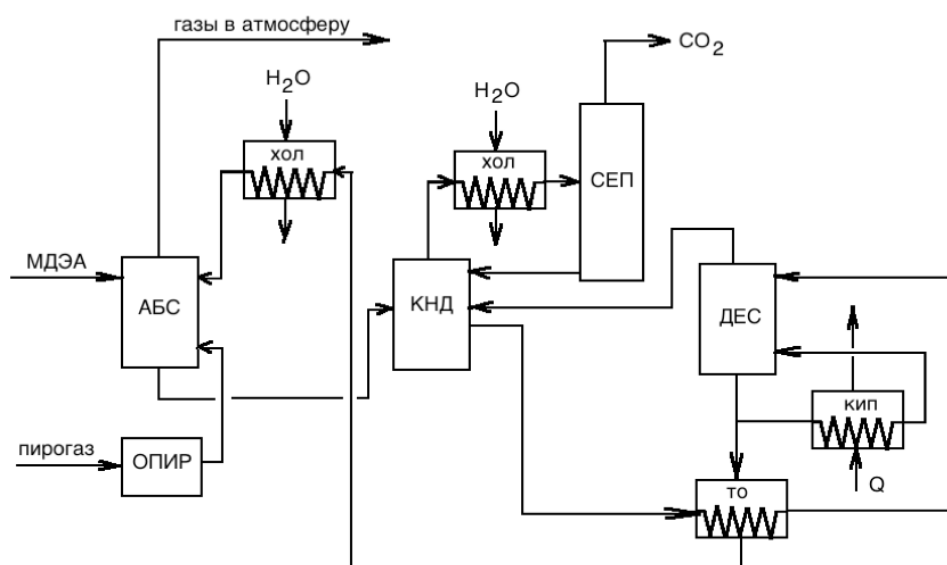 газы в атмосферу
CO₂
H₂O
H₂O
хол
хол
СЕП
МДЭА
АБС
КНД
ДЕС
кип
пирогаз
ОПИР
то
Q